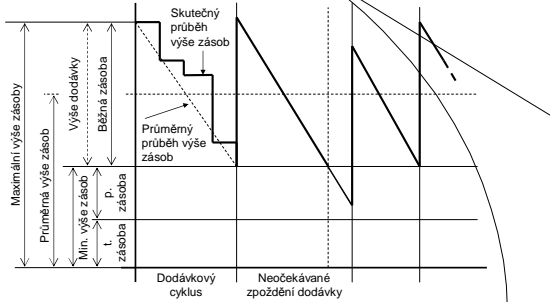 Maximální výše zásoby
Průměrná výše zásob
Výše dodávky
Běžná zásoba
Min. výše zásob
p.
zásoba
t.
zásoba
Skutečný
průběh
výše zásob
Průměrný
průběh výše
zásob
Dodávkový
cyklus
Neočekávané
zpoždění dodávky